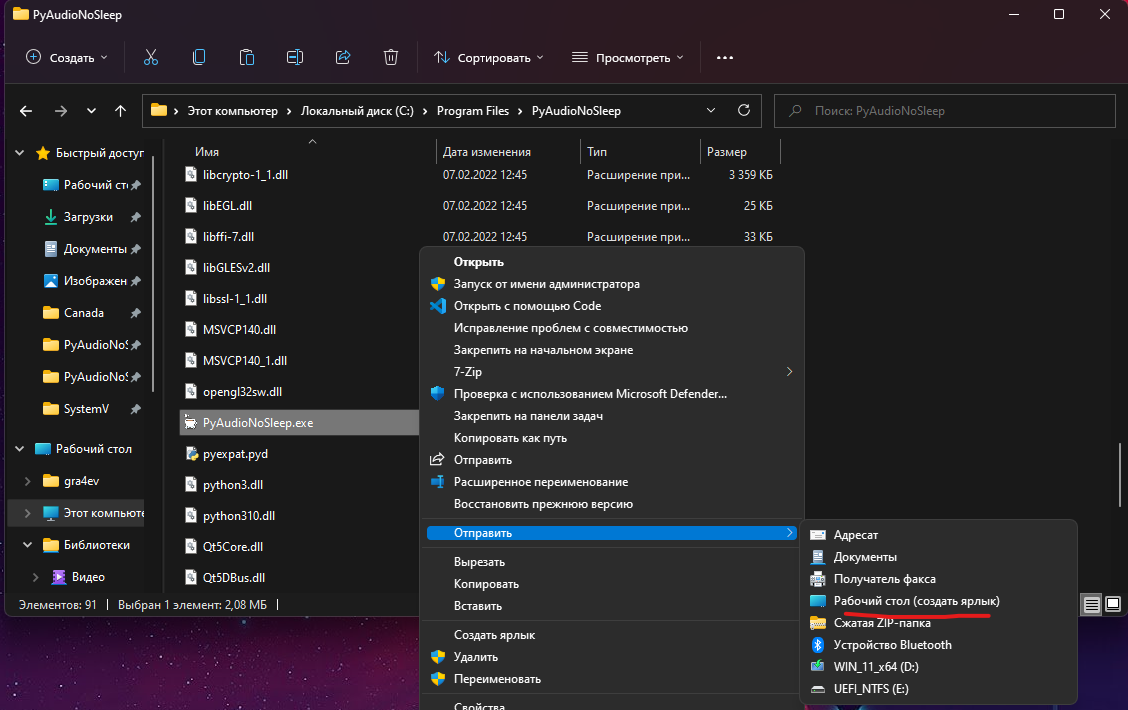 PyAudioNoSleep
Создать
Сортировать
Просмотреть
Этот компьютер > Локальный диск (C:) > Program Files > PyAudioNoSleep
Поиск: PyAudioNoSleep
Имя Дата изменения Тип Размер
Быстрый доступ
Рабочий сто
Загрузки
Документы
Изображен
Canada
PyAudioNoS
PyAudioNoS
SystemV
Рабочий стол
gra4ev
Этот компьюте
Библиотеки
Видео
libcrypto-1_1.dll 07.02.2022 12:45 Расширение при... 3 359 КБ
libEGL.dll 07.02.2022 12:45 Расширение при... 25 КБ
libffi-7.dll 07.02.2022 12:45 Расширение при... 33 КБ
libGLESv2.dll
libssl-1_1.dll
MSVCP140.dll
MSVCP140_1.dll
opengl32sw.dll
PyAudioNoSleep.exe
pyexpat.pyd
python3.dll
python310.dll
Qt5Core.dll
Qt5DBus.dll
Открыть
Запуск от имени администратора
Открыть с помощью Code
Исправление проблем с совместимостью
Закрепить на начальном экране
7-Zip
Проверка с использованием Microsoft Defender...
Закрепить на панели задач
Копировать как путь
Отправить
Расширенное переименование
Восстановить прежнюю версию
Отправить
Вырезать
Копировать
Вставить
Создать ярлык
Удалить
Переименовать
Свойства
Адресат
Документы
Получатель факса
Рабочий стол (создать ярлык)
Сжатая ZIP-папка
Устройство Bluetooth
WIN_11_x64 (D:)
UEFI_NTFS (E:)
Элементов: 91 | Выбран 1 элемент: 2,08 МБ |